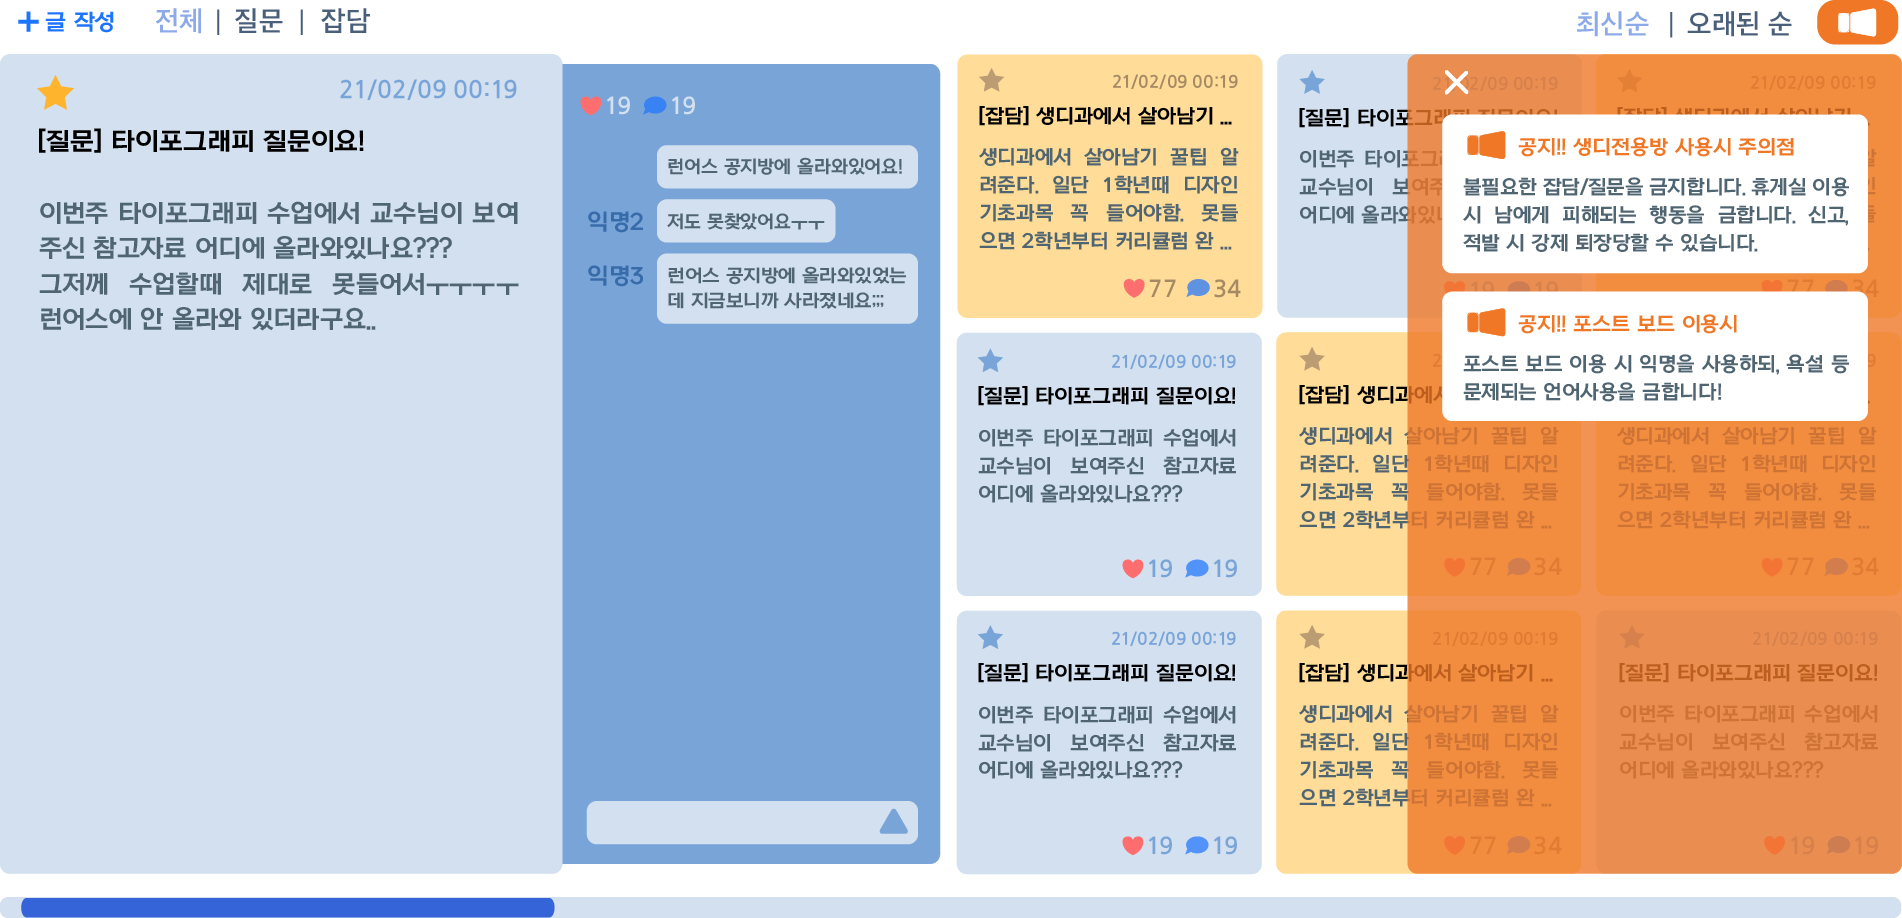 + 글 작성
전체 | 질문 | 잡담
최신순 | 오래된 순
21/02/09 00:19
[질문] 타이포그래피 질문이요!
이번주 타이포그래피 수업에서 교수님이 보여
주신 참고자료 어디에 올라와있나요???
그저께 수업할때 제대로 못들어서ㅜㅜㅜㅜ
런어스에 안 올라와 있더라구요..
19 19
런어스 공지방에 올라와있어요!
익명2 저도 못찾았어요ㅜㅜ
익명3 런어스 공지방에 올라와있었는
데 지금보니까 사라졌네요;;;
21/02/09 00:19
[잡담] 생디과에서 살아남기 ...
생디과에서 살아남기 꿀팁 알
려준다. 일단 1학년때 디자인
기초과목 꼭 들어야함. 못들
으면 2학년부터 커리큘럼 완 ...
77 34
21/02/09 00:19
[질문] 타이포그래피 질문이요!
이번주 타이포그래피 수업에서
교수님이 보여주신 참고자료
어디에 올라와있나요???
19 19
21/02/09 00:19
[질문] 타이포그래피 질문이요!
이번주 타이포그래피 수업에서
교수님이 보여주신 참고자료
어디에 올라와있나요???
19 19
21/02/09 00:19
[질문] 타이포그래피 질문이요!
이번주 타이포그
교수님이 보여주
어디에 올라와있
19 19
[잡담] 생디과에서
생디과에서 살아남기 꿀팁 알
려준다. 일단 1학년때 디자인
기초과목 꼭 들어야함. 못들
으면 2학년부터 커리큘럼 완 ...
77 34
21/02/09 00:19
[잡담] 생디과에서 살아남기 ...
생디과에서 살아남기 꿀팁 알
려준다. 일단 1학년때 디자인
기초과목 꼭 들어야함. 못들
으면 2학년부터 커리큘럼 완 ...
77 34
21/02/09 00:19
[잡담] 생디과에서 살아남기 ...
77 34
생디과에서 살아남기 꿀팁 알
려준다. 일단 1학년때 디자인
기초과목 꼭 들어야함. 못들
으면 2학년부터 커리큘럼 완 ...
77 34
21/02/09 00:19
[질문] 타이포그래피 질문이요!
이번주 타이포그래피 수업에서
교수님이 보여주신 참고자료
어디에 올라와있나요???
19 19
공지!! 생디전용방 사용시 주의점
불필요한 잡담/질문을 금지합니다. 휴게실 이용
시 남에게 피해되는 행동을 금합니다. 신고,
적발 시 강제 퇴장당할 수 있습니다.
공지!! 포스트 보드 이용시
포스트 보드 이용 시 익명을 사용하되, 욕설 등
문제되는 언어사용을 금합니다!